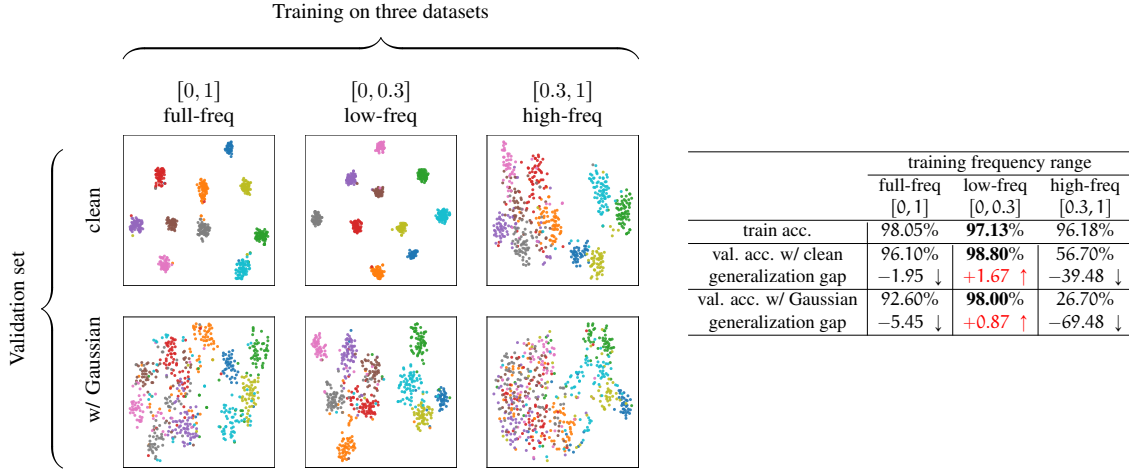 Training on three datasets
[0, 1]
full-freq
[0, 0.3]
low-freq
[0.3, 1]
high-freq
Validation set
clean
w/ Gaussian
training frequency range
full-freq low-freq high-freq
[0, 1] [0, 0.3] [0.3, 1]
train acc. 98.05% 97.13% 96.18%
val. acc. w/ clean 96.10% 98.80% 56.70%
generalization gap −1.95 ↓ +1.67 ↑ −39.48 ↓
val. acc. w/ Gaussian 92.60% 98.00% 26.70%
generalization gap −5.45 ↓ +0.87 ↑ −69.48 ↓